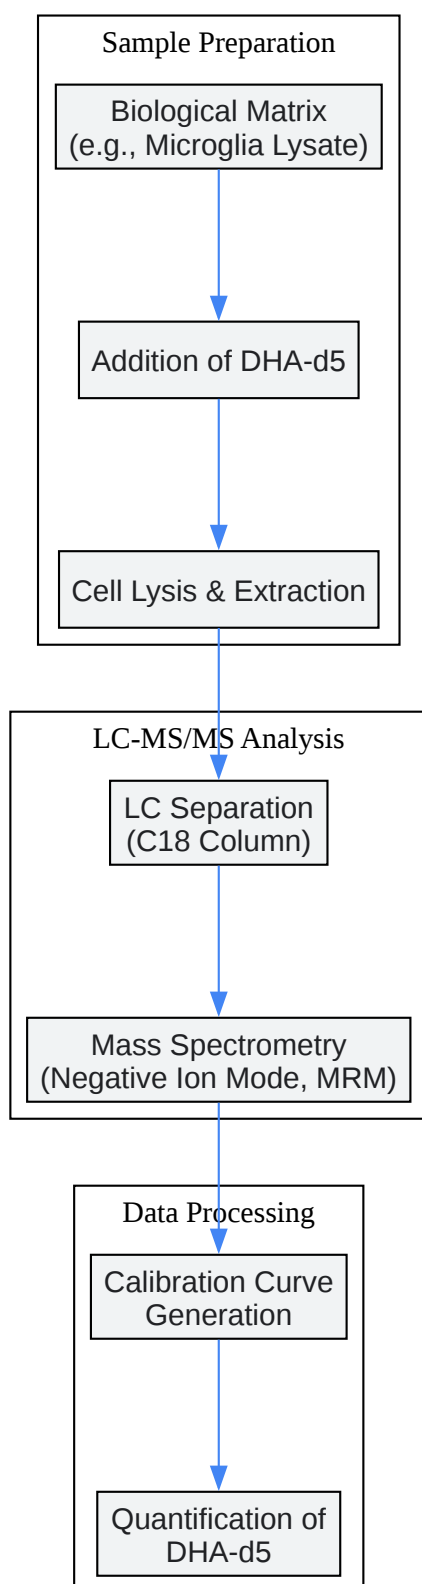 Sample Preparation
Biological Matrix
(e.g., Microglia Lysate)
Addition of DHA-d5
Cell Lysis & Extraction
LC-MS/MS Analysis
LC Separation
(C18 Column)
Mass Spectrometry
(Negative Ion Mode, MRM)
Data Processing
Calibration Curve
Generation
Quantification of
DHA-d5